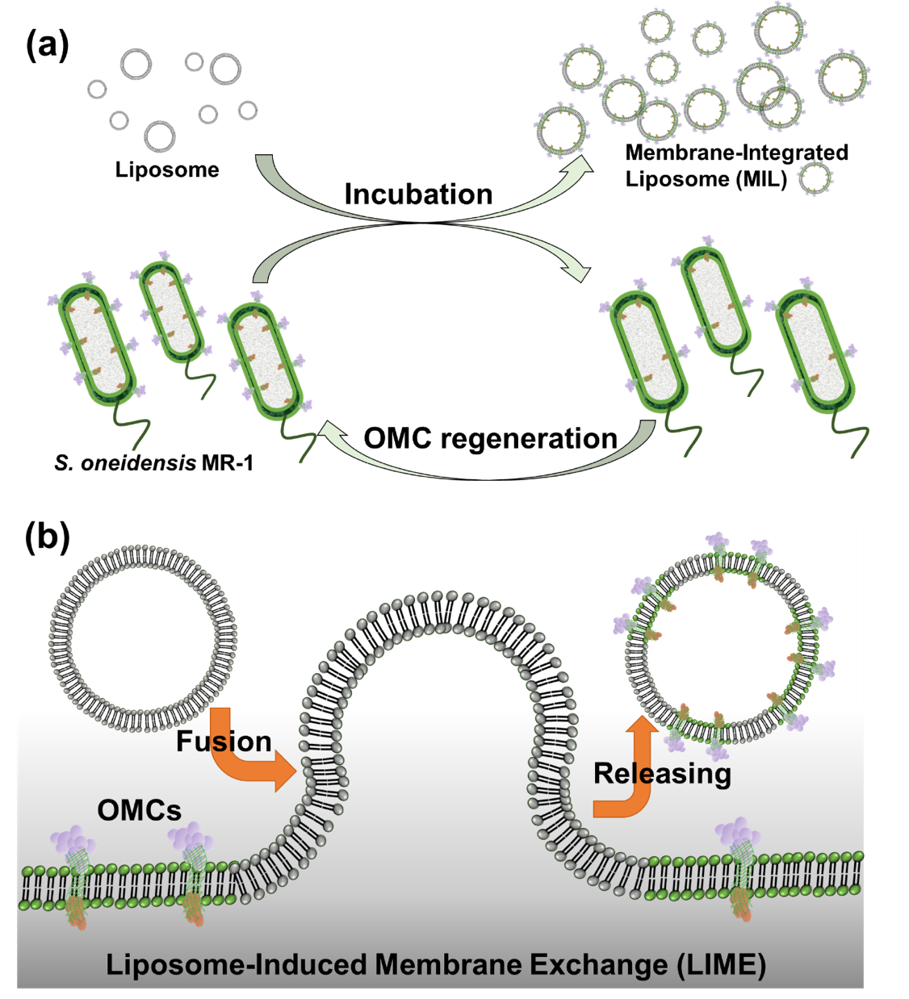 (a)
Liposome
Membrane-Integrated
Liposome (MIL)
Incubation
OMC regeneration
S. oneidensis MR-1
(b)
Fusion
Releasing
OMCs
Liposome-Induced Membrane Exchange (LIME)